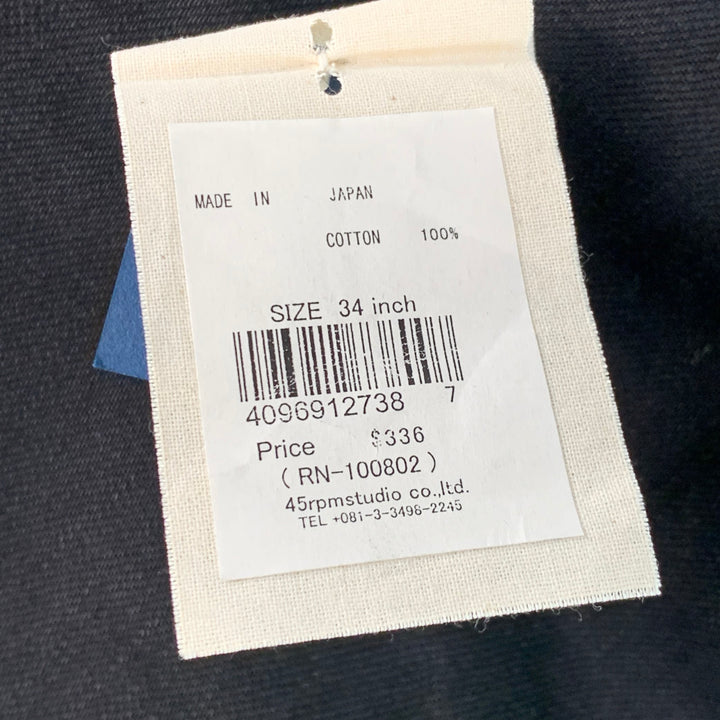 MADE IN JAPAN
COTTON 100%
SIZE 34 inch
4096912738 7
Price $336
( RN-100802 )
45rpmstudio co.,ltd.
TEL +081-3-3498-2245